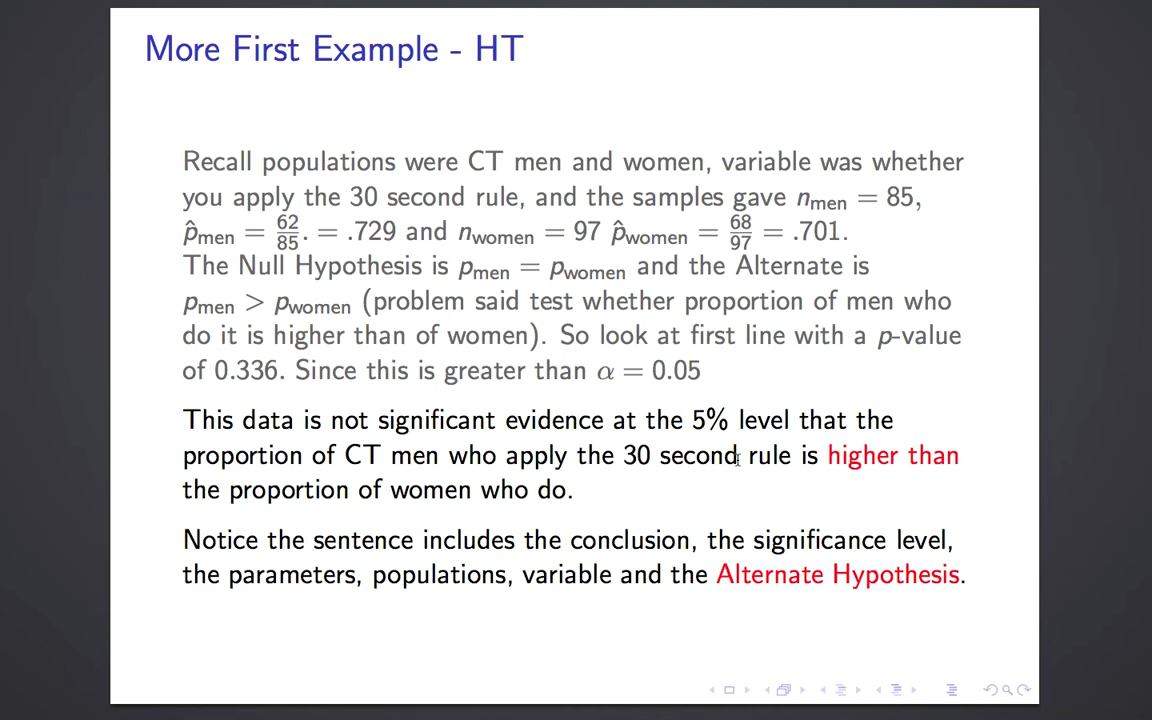 More First Example - HT
Recall populations were CT men and women, variable was whether
you apply the 30 second rule, and the samples gave n_men = 85,
p̂_men = 62/85. = .729 and n_women = 97 p̂_women = 68/97 = .701.
The Null Hypothesis is p_men = p_women and the Alternate is
p_men > p_women (problem said test whether proportion of men who
do it is higher than of women). So look at first line with a p-value
of 0.336. Since this is greater than α = 0.05
This data is not significant evidence at the 5% level that the
proportion of CT men who apply the 30 second rule is higher than
the proportion of women who do.
Notice the sentence includes the conclusion, the significance level,
the parameters, populations, variable and the Alternate Hypothesis.